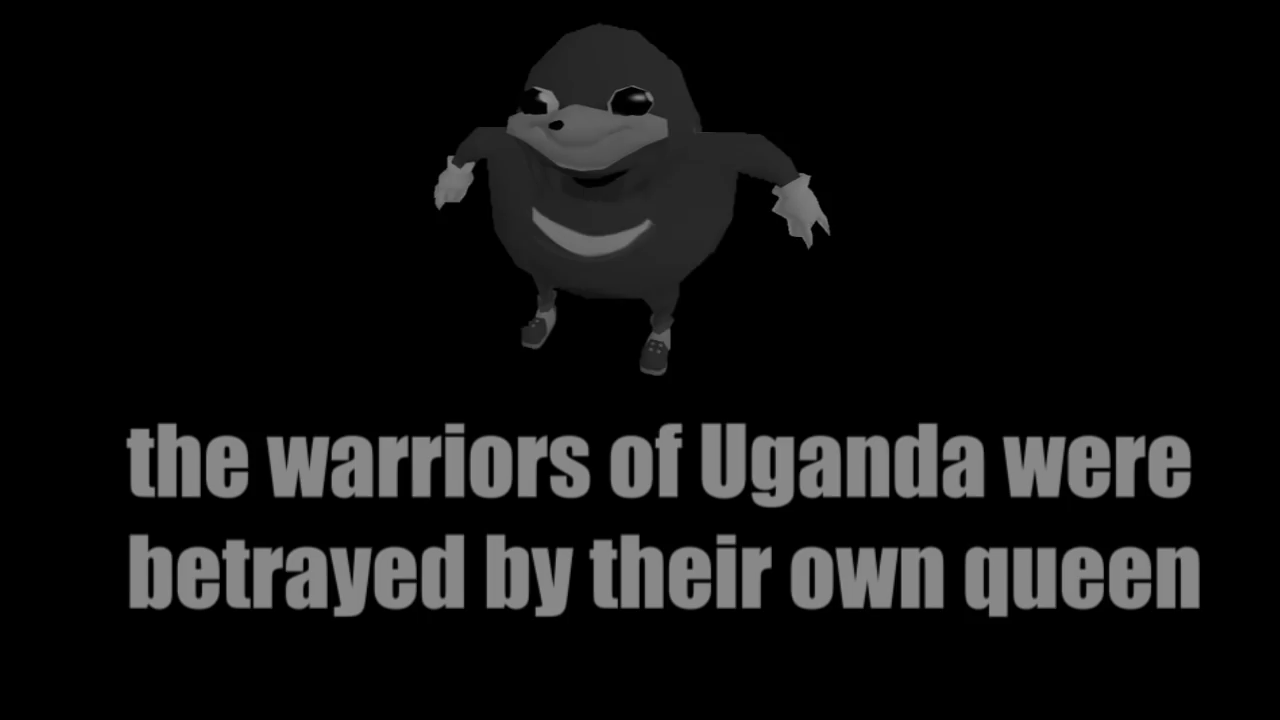 the warriors of Uganda were
betrayed by their own queen